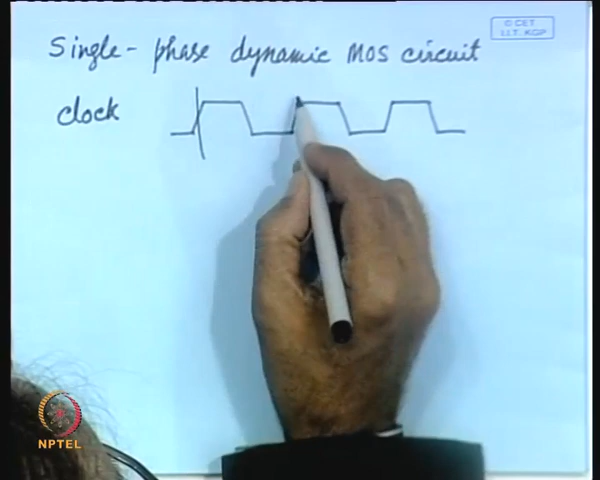 © CET
I.I.T. KGP
Single-phase dynamic MOS circuit
clock
NPTEL